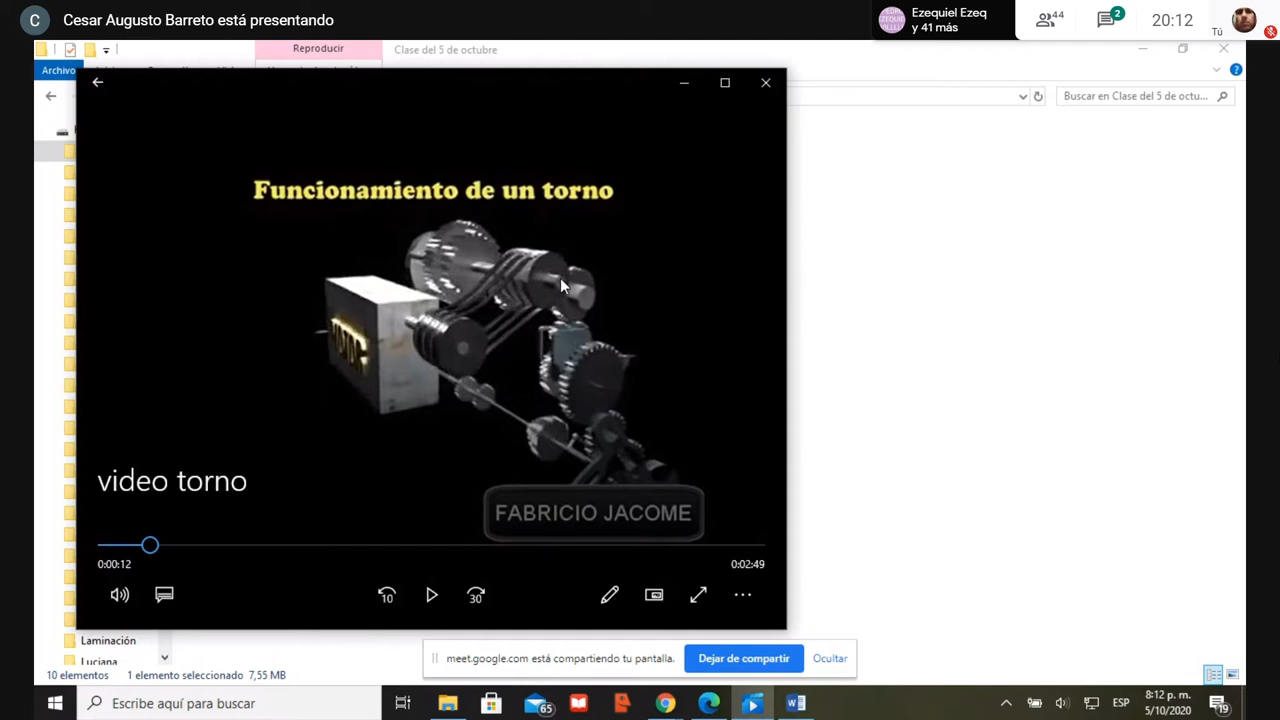 C
Cesar Augusto Barreto está presentando
Ezequiel Ezeq
y 41 más
44
2
20:12
Tú
Reproducir
Clase del 5 de octubre
Archivo
Buscar en Clase del 5 de octu...
Funcionamiento de un torno
video torno
FABRICIO JACOME
0:00:12
0:02:49
10
30
Laminación
Luciana
meet.google.com está compartiendo tu pantalla.
Dejar de compartir
Ocultar
10 elementos
1 elemento seleccionado 7,55 MB
Escribe aquí para buscar
65
ESP
8:12 p. m.
5/10/2020
19